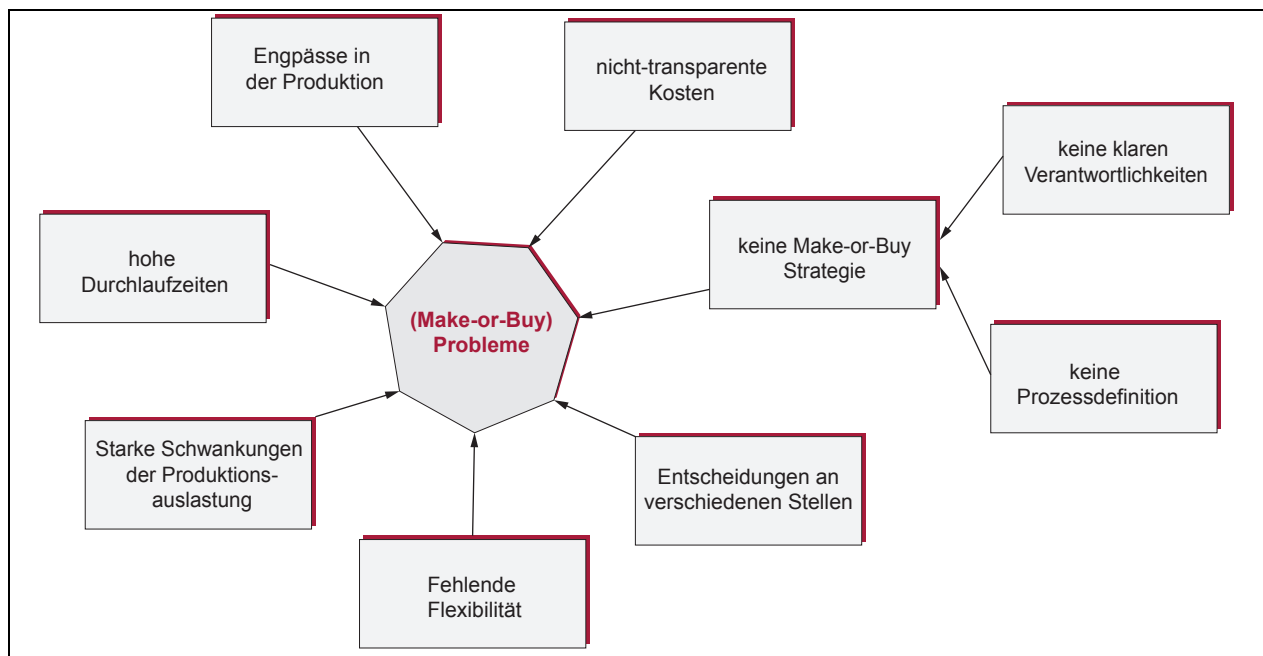 Engpässe in
der Produktion
nicht-transparente
Kosten
keine klaren
Verantwortlichkeiten
hohe
Durchlaufzeiten
keine Make-or-Buy
Strategie
(Make-or-Buy)
Probleme
keine
Prozessdefinition
Starke Schwankungen
der Produktions-
auslastung
Entscheidungen an
verschiedenen Stellen
Fehlende
Flexibilität